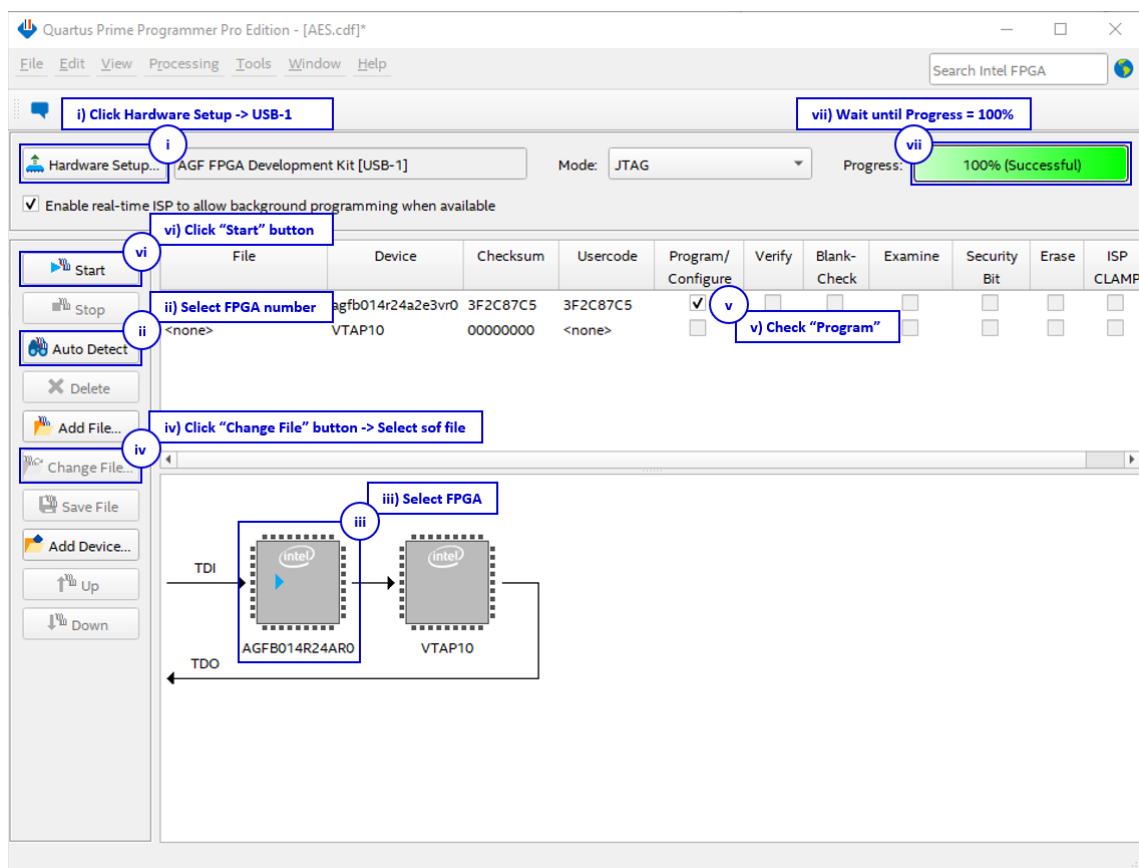 Quartus Prime Programmer Pro Edition - [AES.cdf]*
File Edit View Processing Tools Window Help
Search Intel FPGA
i) Click Hardware Setup -> USB-1
vii) Wait until Progress = 100%
i
vii
Hardware Setup...
AGF FPGA Development Kit [USB-1]
Mode: JTAG
Progress: 100% (Successful)
Enable real-time ISP to allow background programming when available
vi) Click “Start” button
vi
Start
File Device Checksum Usercode Program/ Configure Verify Blank- Check Examine Security Bit Erase ISP CLAMP
Stop
ii) Select FPGA number
agfb014r24a2e3vr0 3F2C87C5 3F2C87C5
v
ii
<none> VTAP10 00000000 <none>
v) Check “Program”
Auto Detect
Delete
Add File...
iv) Click “Change File” button -> Select sof file
iv
Change File...
Save File
iii) Select FPGA
iii
Add Device...
intel
intel
TDI
Up
Down
AGFB014R24AR0
VTAP10
TDO